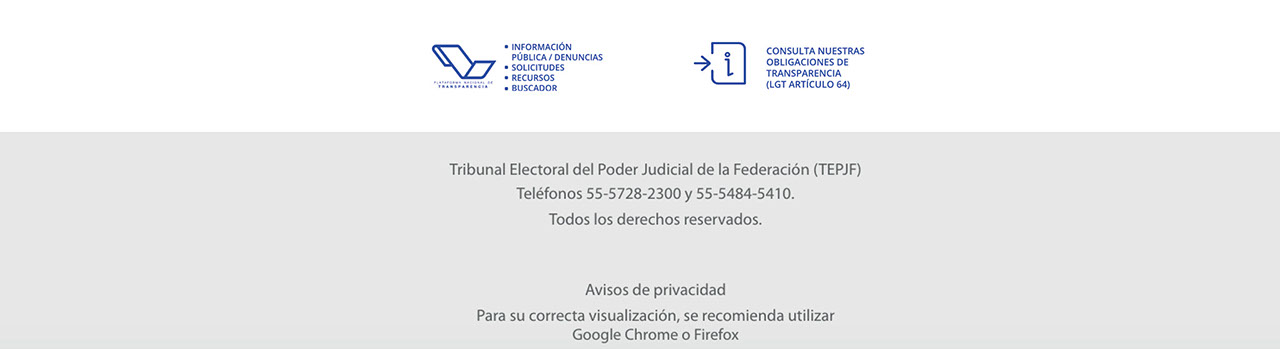 • INFORMACIÓN
PÚBLICA / DENUNCIAS
• SOLICITUDES
• RECURSOS
• BUSCADOR
PLATAFORMA NACIONAL DE
TRANSPARENCIA
CONSULTA NUESTRAS
OBLIGACIONES DE
TRANSPARENCIA
(LGT ARTÍCULO 64)
Tribunal Electoral del Poder Judicial de la Federación (TEPJF)
Teléfonos 55-5728-2300 y 55-5484-5410.
Todos los derechos reservados.
Avisos de privacidad
Para su correcta visualización, se recomienda utilizar
Google Chrome o Firefox